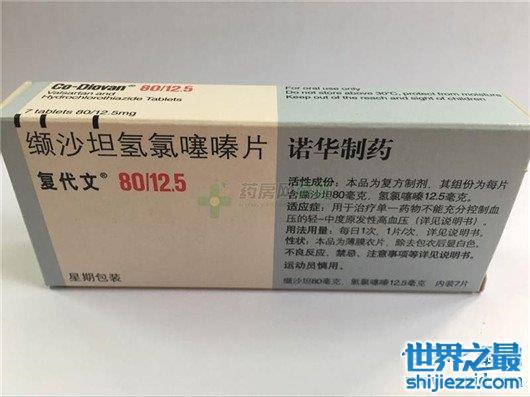 Co-Diovan® 80/12.5
Valsartan and
Hydrochlorothiazide Tablets
7 tablets 80/12.5mg
For oral use only
Do not store above 30℃, protect from moisture
Keep out of the reach and sight of children
缬沙坦氢氯噻嗪片
复代文® 80/12.5
星期包装
诺华制药
活性成份：本品为复方制剂，其组份为每片
含缬沙坦80毫克，氢氯噻嗪12.5毫克。
适应症：用于治疗单一药物不能充分控制血
压的轻-中度原发性高血压（详见说明书）。
用法用量：每日1次，1片/次，详见说明书。
性状：本品为薄膜衣片，除去包衣后显白色。
不良反应、禁忌、注意事项等详见说明书。
运动员慎用。
缬沙坦80毫克，氢氯噻嗪12.5毫克 内装7片
药房网
世界之最
shijiezz.com